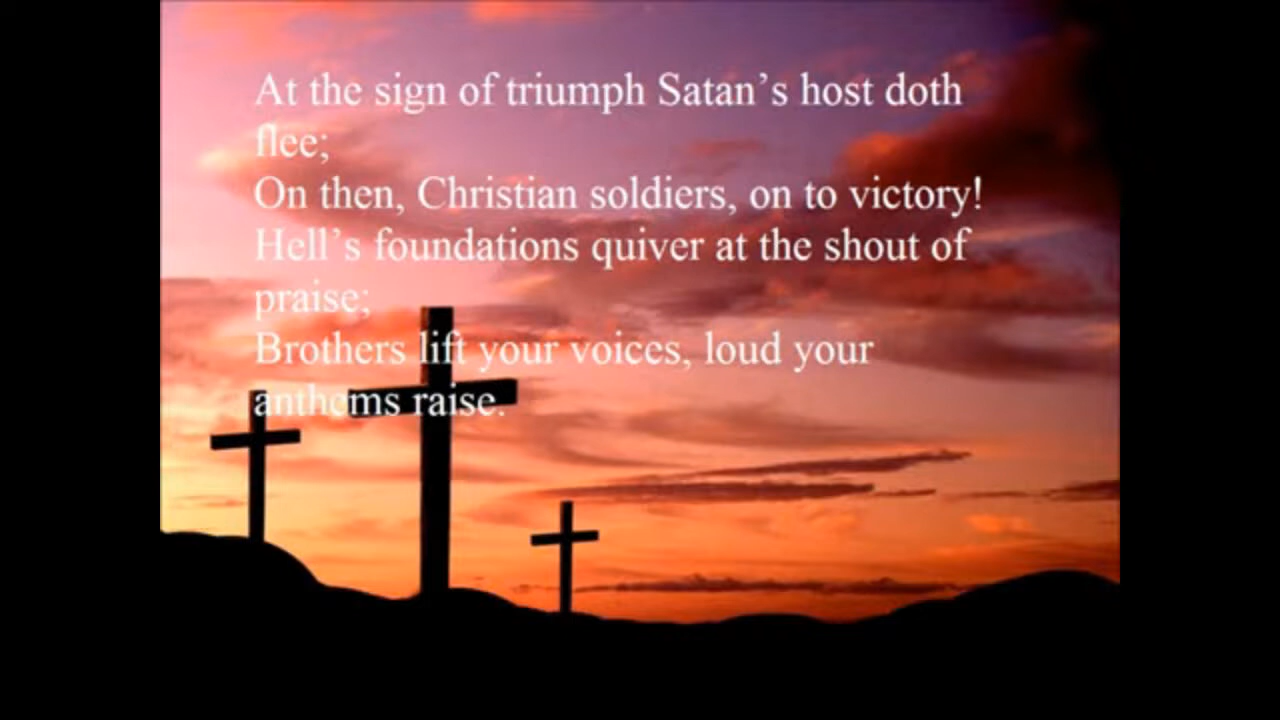 At the sign of triumph Satan’s host doth
flee;
On then, Christian soldiers, on to victory!
Hell’s foundations quiver at the shout of
praise;
Brothers lift your voices, loud your
anthems raise.